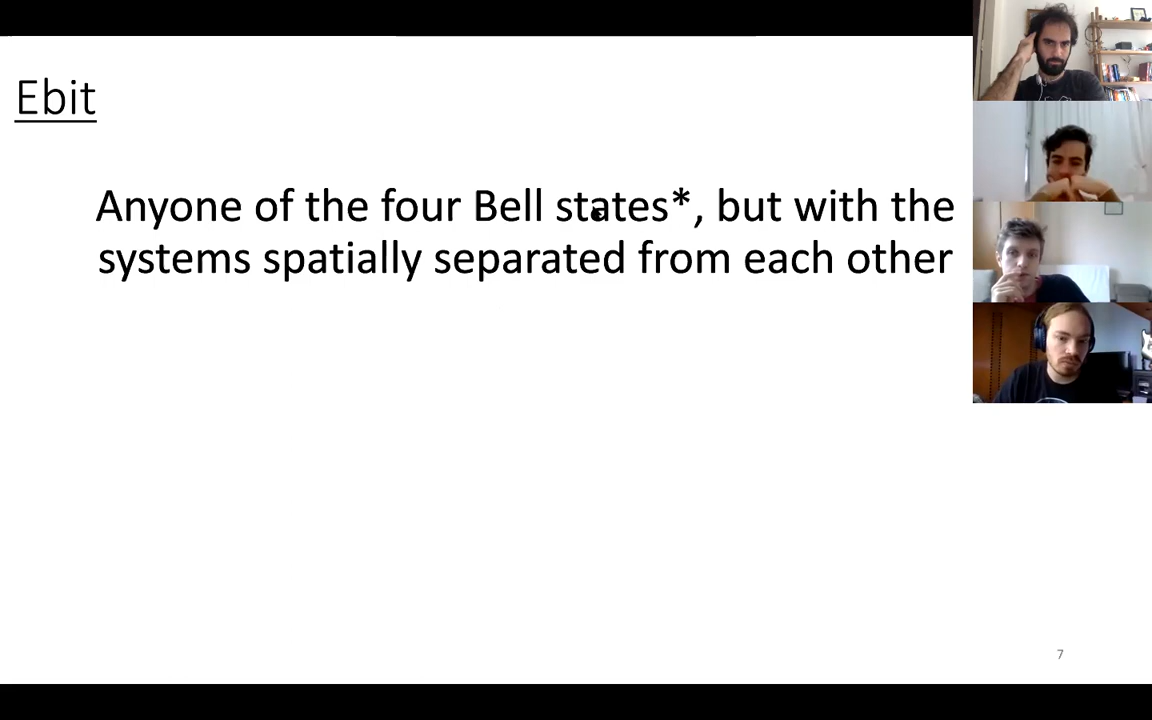 Ebit
Anyone of the four Bell states*, but with the
systems spatially separated from each other
7